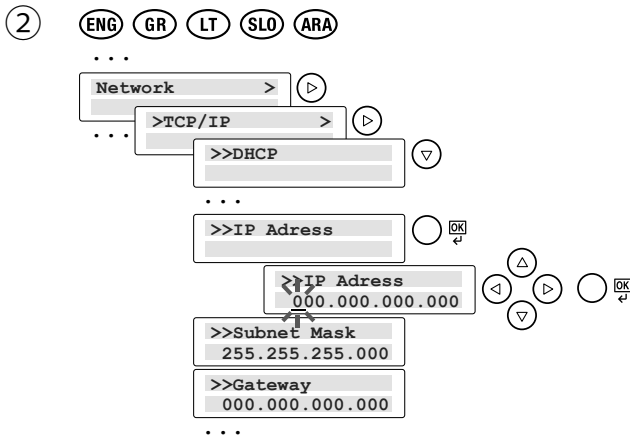 2 ENG GR LT SLO ARA
. . .
Network >
. . . >TCP/IP >
>>DHCP
. . .
>>IP Adress OK
>>IP Adress
000.000.000.000 OK
>>Subnet Mask
255.255.255.000
>>Gateway
000.000.000.000
. . .